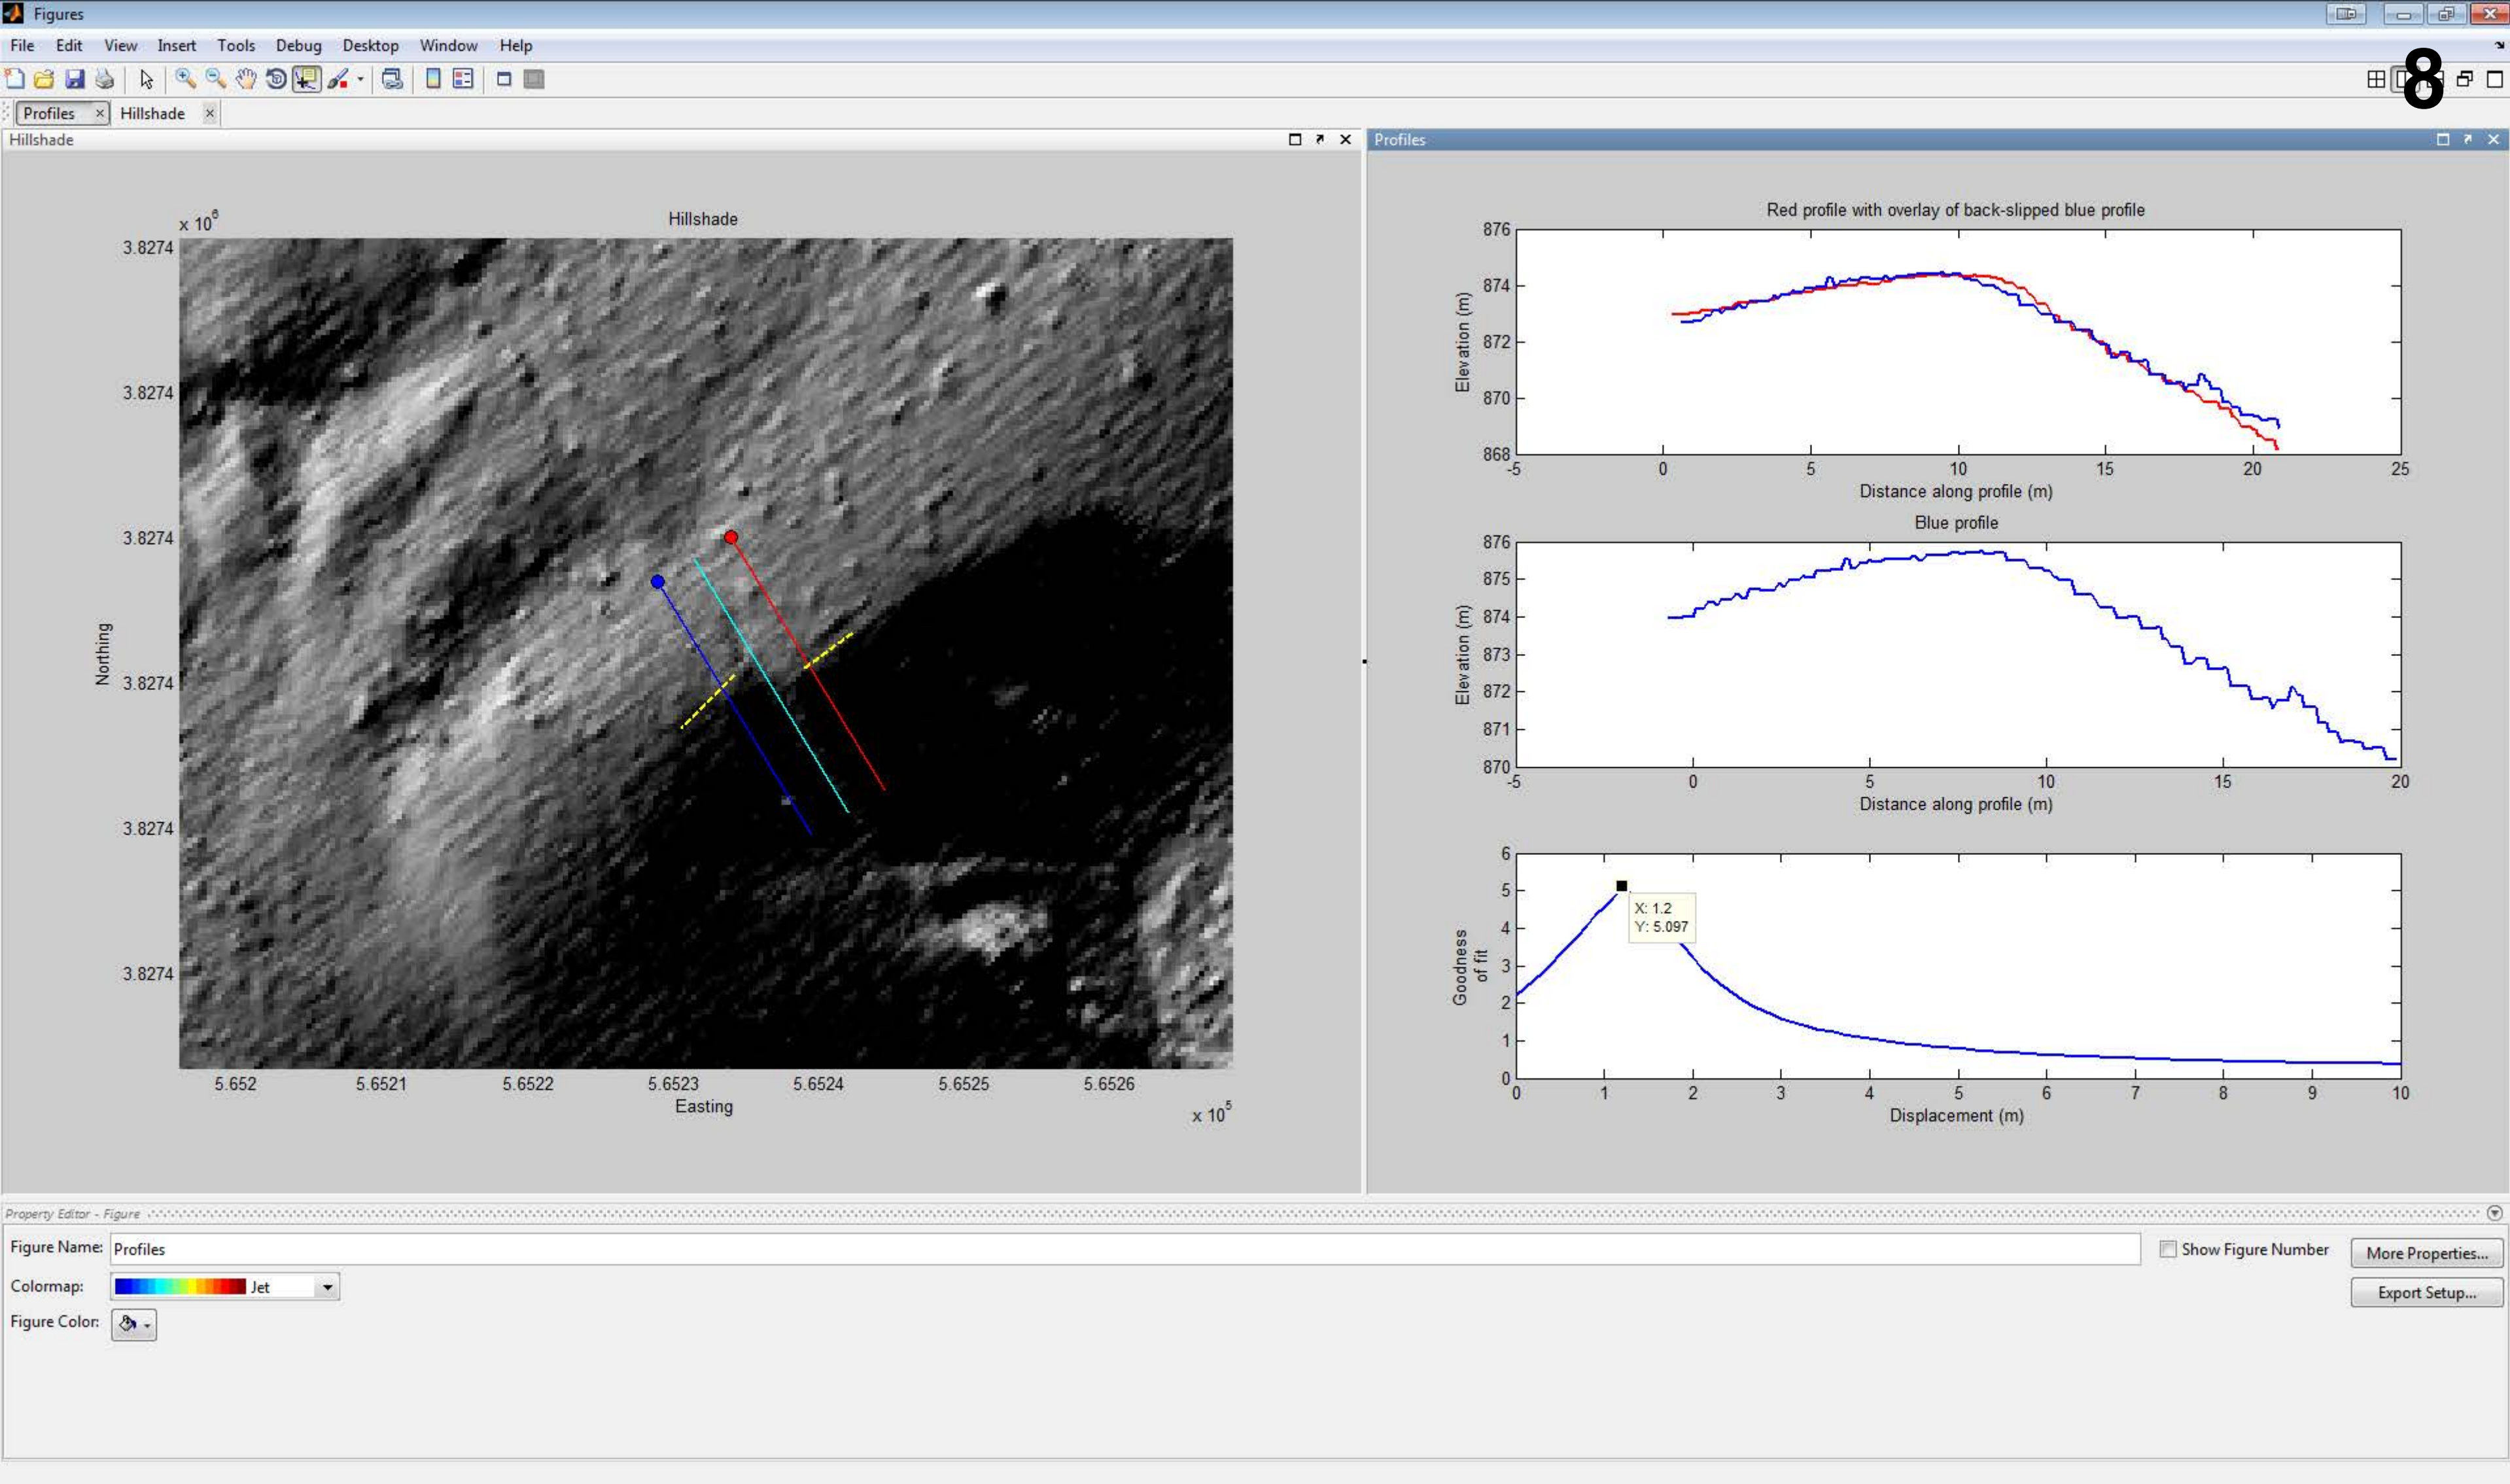 Figures
File Edit View Insert Tools Debug Desktop Window Help
8
Profiles Hillshade
Hillshade
Profiles
x 10^6
Hillshade
3.8274
3.8274
3.8274
3.8274
3.8274
3.8274
Northing
5.652 5.6521 5.6522 5.6523 5.6524 5.6525 5.6526
Easting
x 10^5
Red profile with overlay of back-slipped blue profile
876
874
872
870
868
Elevation (m)
-5 0 5 10 15 20 25
Distance along profile (m)
Blue profile
876
875
874
873
872
871
870
Elevation (m)
-5 0 5 10 15 20
Distance along profile (m)
6
5
4
3
2
1
0
Goodness
of fit
X: 1.2
Y: 5.097
0 1 2 3 4 5 6 7 8 9 10
Displacement (m)
Property Editor - Figure
Figure Name: Profiles
Show Figure Number
More Properties...
Colormap: Jet
Export Setup...
Figure Color: